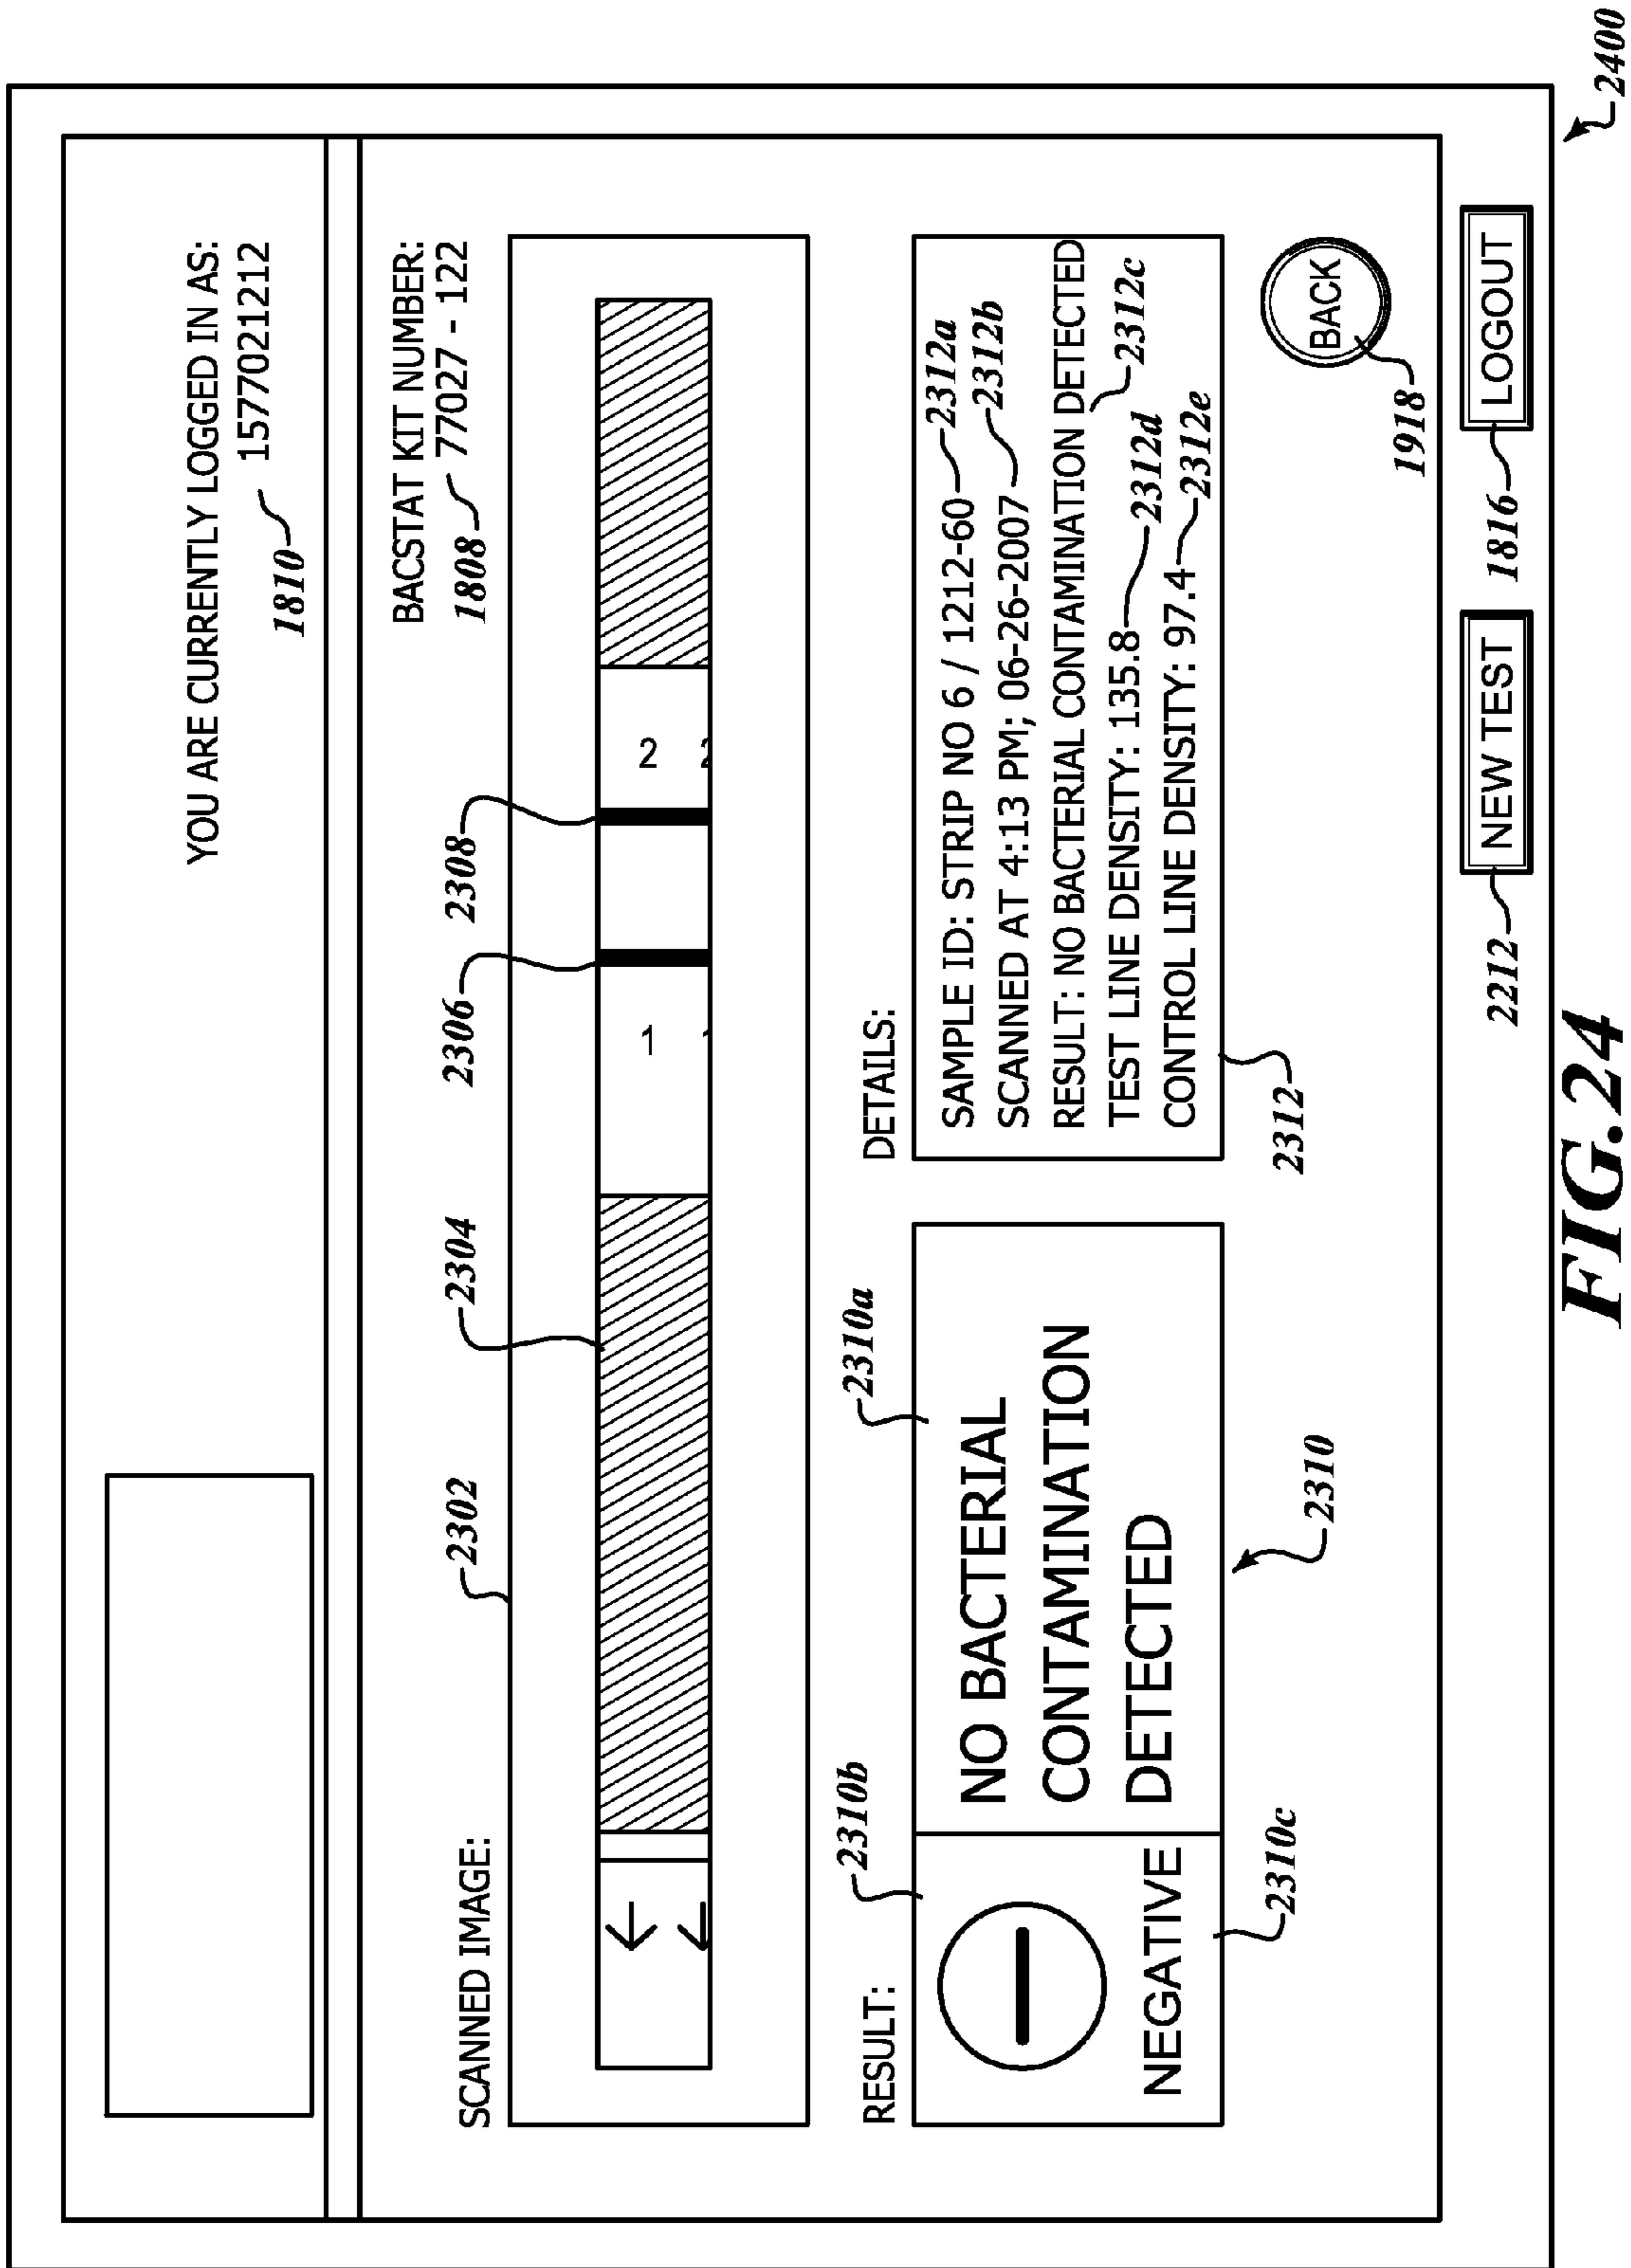 YOU ARE CURRENTLY LOGGED IN AS:
1577021212
1810
BACSTAT KIT NUMBER:
1808 77027 - 122
SCANNED IMAGE:
2302
2304
2306
2308
1
1
2
2
RESULT:
2310b
2310a
NEGATIVE
NO BACTERIAL
CONTAMINATION
DETECTED
2310c
2310
DETAILS:
SAMPLE ID: STRIP NO 6 / 1212-60 2312a
SCANNED AT 4:13 PM; 06-26-2007 2312b
RESULT: NO BACTERIAL CONTAMINATION DETECTED
2312c
TEST LINE DENSITY: 135.8 2312d
CONTROL LINE DENSITY: 97.4 2312e
2312
BACK
1918
2212 NEW TEST
1816 LOGOUT
2400
FIG.24